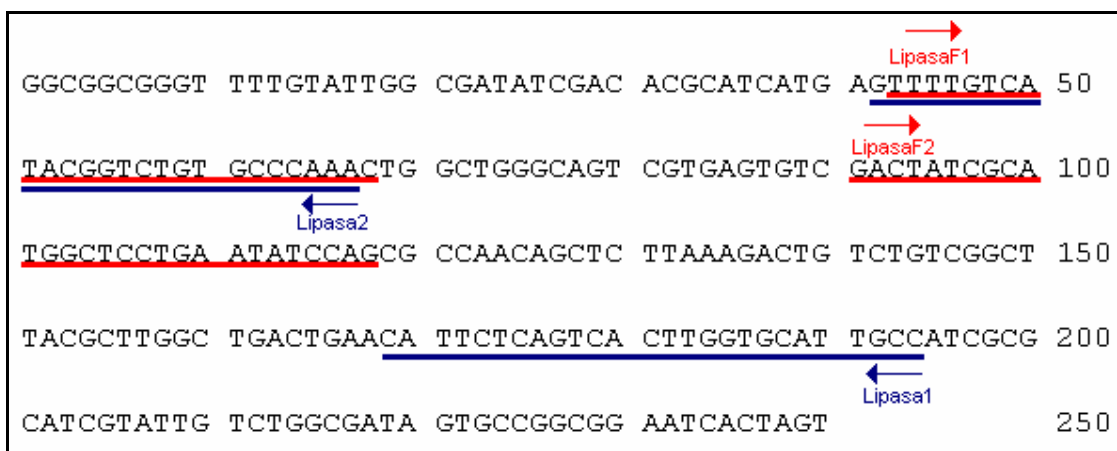 LipasaF1
GGCGGCGGGT TTTGTATTGG CGATATCGAC ACGCATCATG AGTTTTGTCA 50
LipasaF2
TACGGTCTGT GCCCAAACTG GCTGGGCAGT CGTGAGTGTC GACTATCGCA 100
Lipasa2
TGGCTCCTGA ATATCCAGCG CCAACAGCTC TTAAAGACTG TCTGTCGGCT 150
TACGCTTGGC TGACTGAACA TTCTCAGTCA CTTGGTGCAT TGCCATCGCG 200
Lipasa1
CATCGTATTG TCTGGCGATA GTGCCGGCGG AATCACTAGT 250